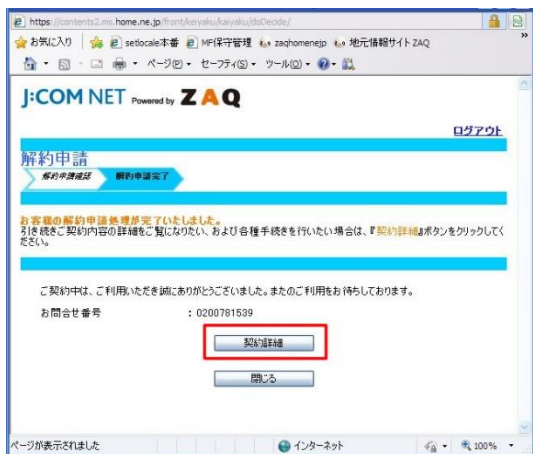 https://contents2.ms.home.ne.jp/front/keiyaku/kaiyaku/doDecide/
お気に入り setlocale本番 MF保守管理 zaqhomenejp 地元情報サイト ZAQ »
ページ(P) セーフティ(S) ツール(O)
J:COM NET Powered by ZAQ
ログアウト
解約申請
解約申請確認 解約申請完了
お客様の解約申請処理が完了いたしました。
引き続きご契約内容の詳細をご覧になりたい、および各種手続きを行いたい場合は、『契約詳細』ボタンをクリックしてく
ださい。
ご契約中は、ご利用いただき誠にありがとうございました。またのご利用をお待ちしております。
お問合せ番号 : 0200781539
契約詳細
閉じる
ページが表示されました インターネット 100%